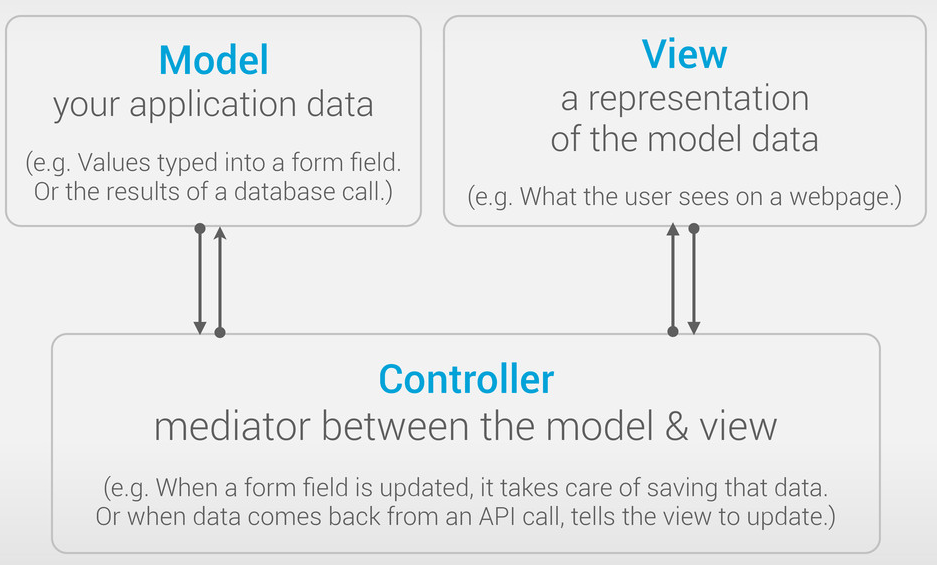 Model
your application data
(e.g. Values typed into a form field.
Or the results of a database call.)
View
a representation
of the model data
(e.g. What the user sees on a webpage.)
Controller
mediator between the model & view
(e.g. When a form field is updated, it takes care of saving that data.
Or when data comes back from an API call, tells the view to update.)